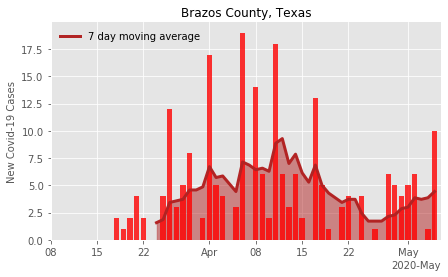 Brazos County, Texas
7 day moving average
New Covid-19 Cases
17.5
15.0
12.5
10.0
7.5
5.0
2.5
0.0
08
15
22
Apr
08
15
22
May
2020-May